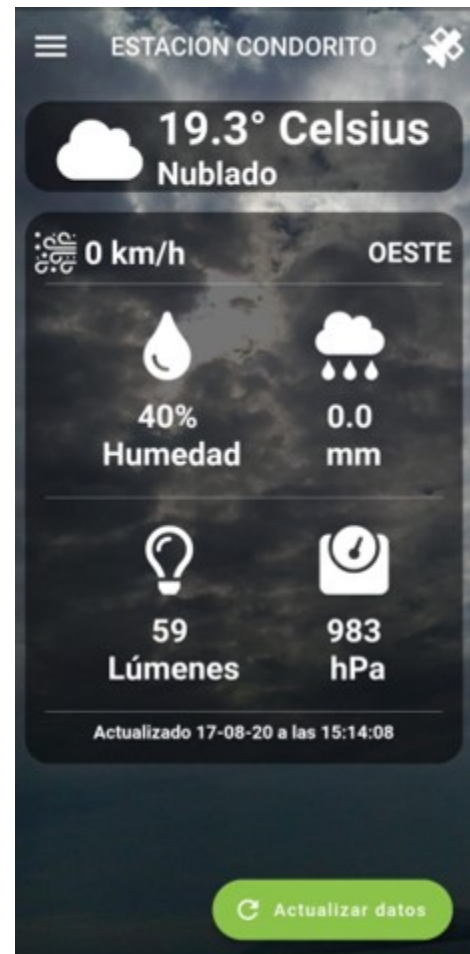 ESTACION CONDORITO
19.3° Celsius
Nublado
0 km/h
OESTE
40%
Humedad
0.0
mm
59
Lúmenes
983
hPa
Actualizado 17-08-20 a las 15:14:08
Actualizar datos